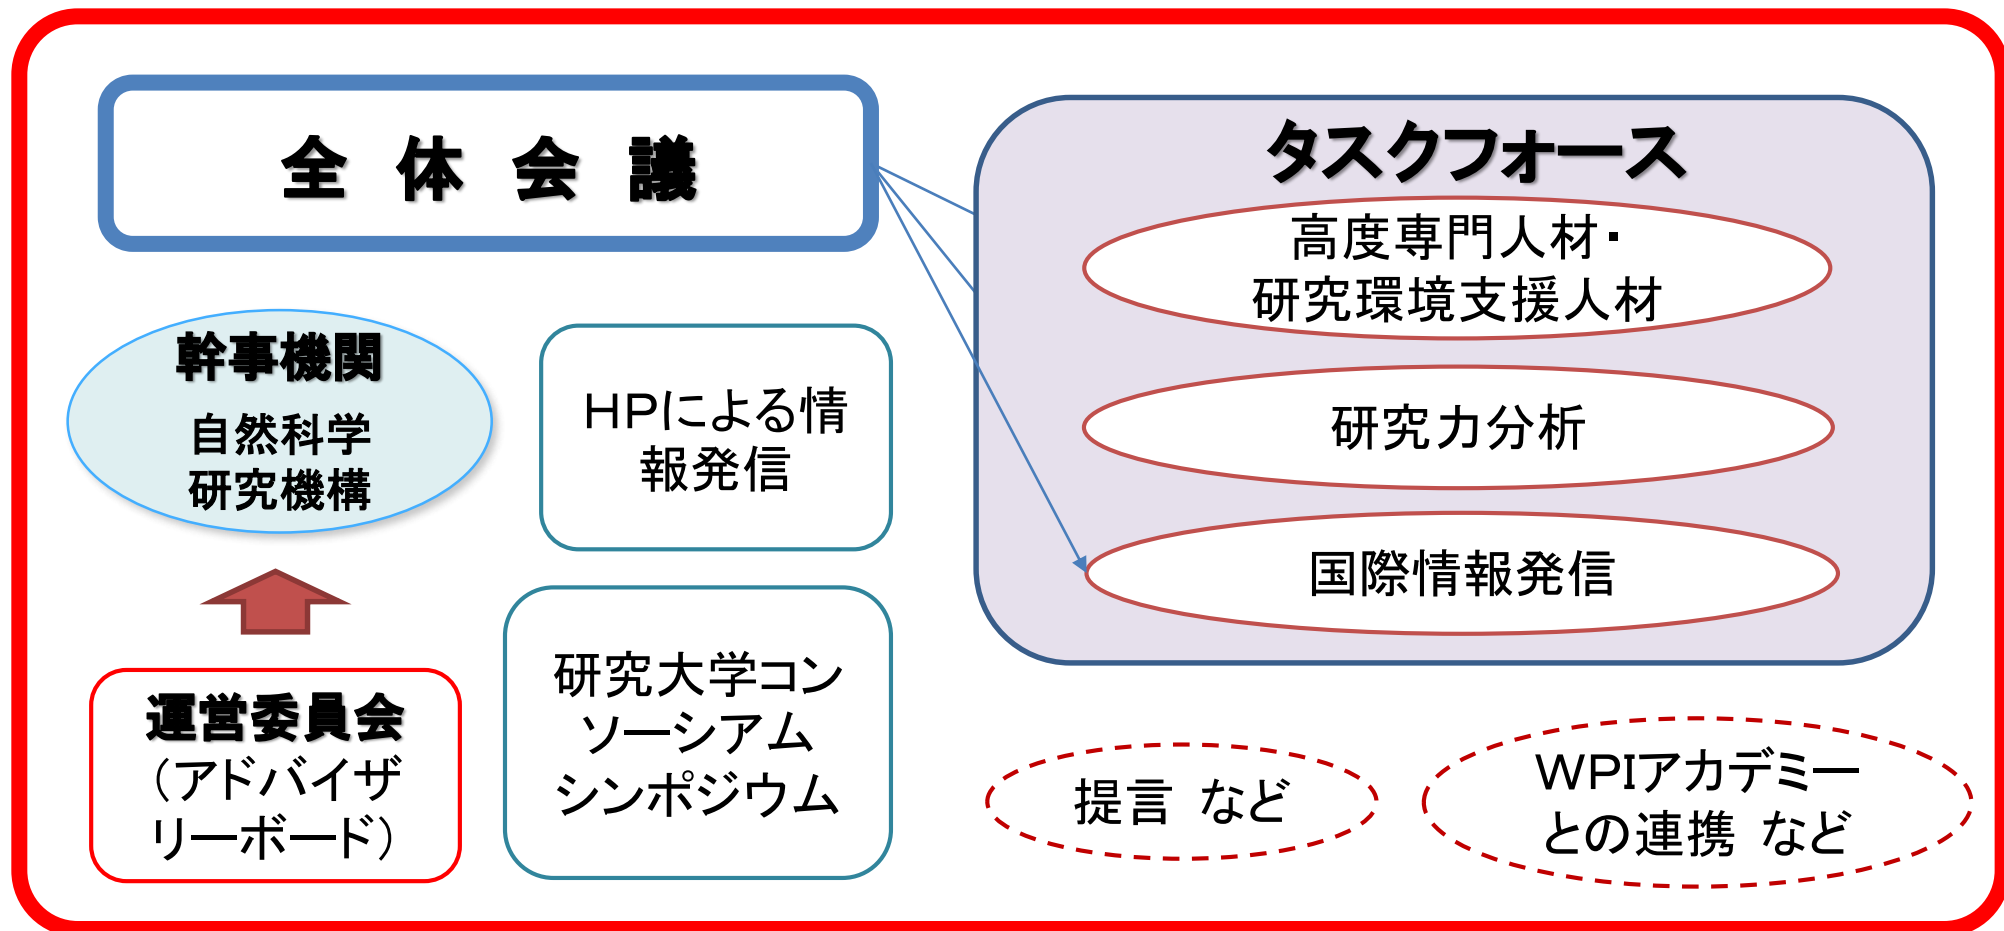 全　体　会　議
幹事機関
自然科学
研究機構
運営委員会
（アドバイザ
リーボード）
HPによる情
報発信
研究大学コン
ソーシアム
シンポジウム
タスクフォース
高度専門人材・
研究環境支援人材
研究力分析
国際情報発信
提言 など
WPIアカデミー
との連携 など